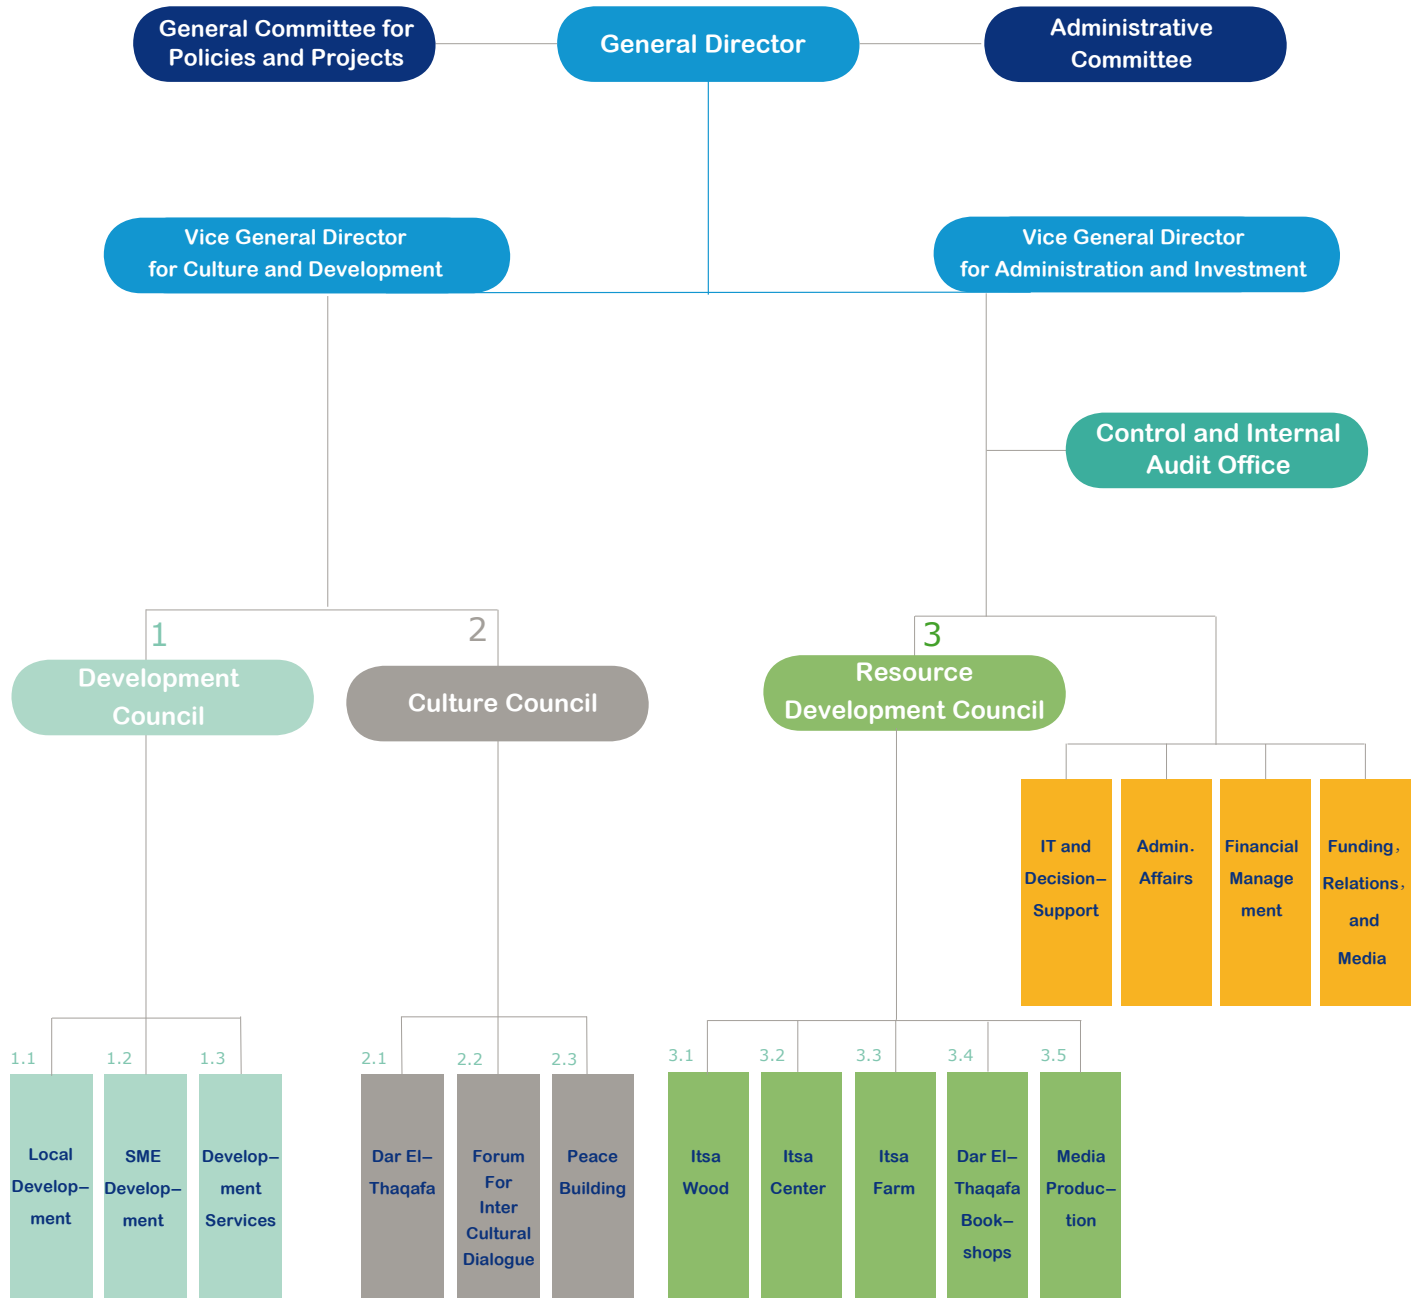 General Committee for
Policies and Projects
General Director
Administrative
Committee
Vice General Director
for Culture and Development
Vice General Director
for Administration and Investment
Control and Internal
Audit Office
1
Development
Council
2
Culture Council
3
Resource
Development Council
IT and
Decision–
Support
Admin.
Affairs
Financial
Manage
ment
Funding,
Relations,
and
Media
1.1
Local
Develop–
ment
1.2
SME
Develop–
ment
1.3
Develop–
ment
Services
2.1
Dar El–
Thaqafa
2.2
Forum
For
Inter
Cultural
Dialogue
2.3
Peace
Building
3.1
Itsa
Wood
3.2
Itsa
Center
3.3
Itsa
Farm
3.4
Dar El–
Thaqafa
Book–
shops
3.5
Media
Produc–
tion